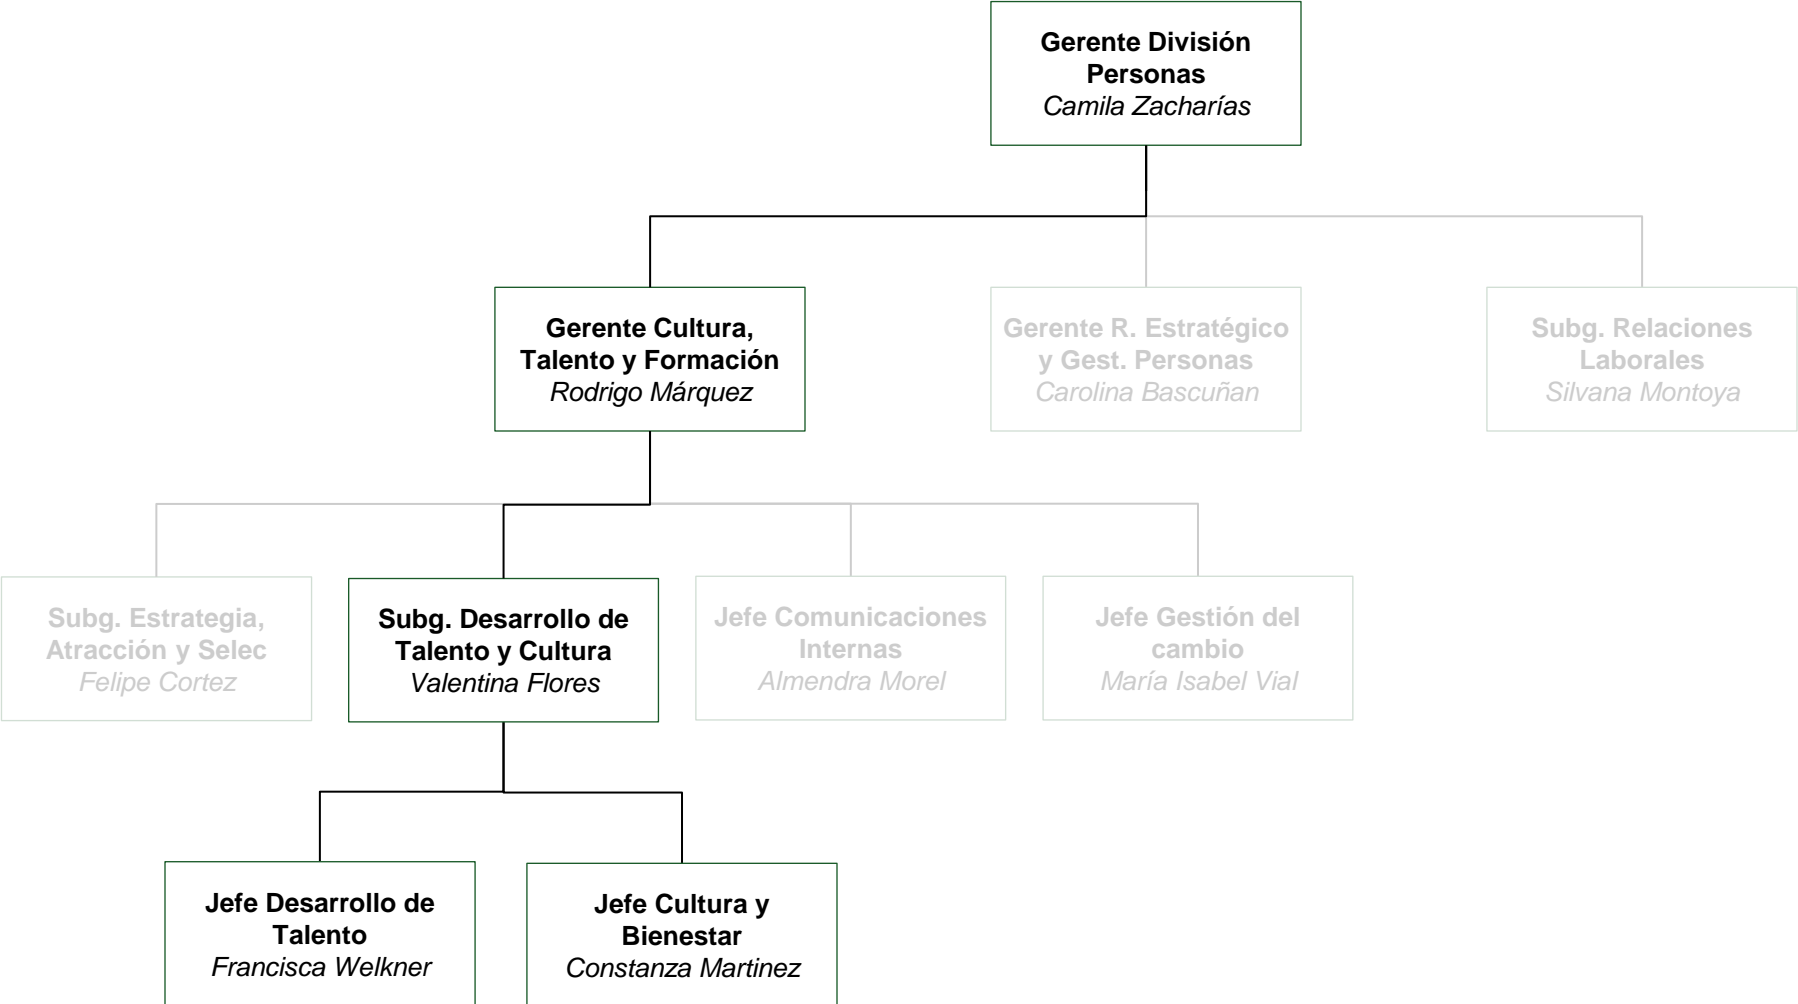 Gerente División
Personas
Camila Zacharías
Gerente Cultura,
Talento y Formación
Rodrigo Márquez
Gerente R. Estratégico
y Gest. Personas
Carolina Bascuñan
Subg. Relaciones
Laborales
Silvana Montoya
Subg. Estrategia,
Atracción y Selec
Felipe Cortez
Subg. Desarrollo de
Talento y Cultura
Valentina Flores
Jefe Comunicaciones
Internas
Almendra Morel
Jefe Gestión del
cambio
María Isabel Vial
Jefe Desarrollo de
Talento
Francisca Welkner
Jefe Cultura y
Bienestar
Constanza Martinez